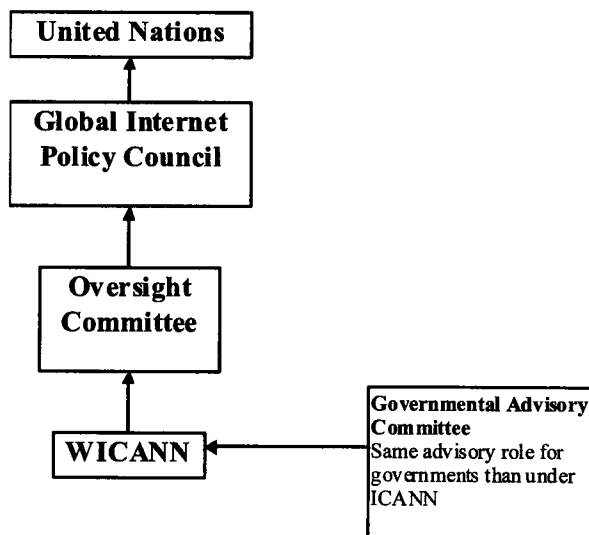 United Nations
Global Internet
Policy Council
Oversight
Committee
WICANN
Governmental Advisory
Committee
Same advisory role for
governments than under
ICANN